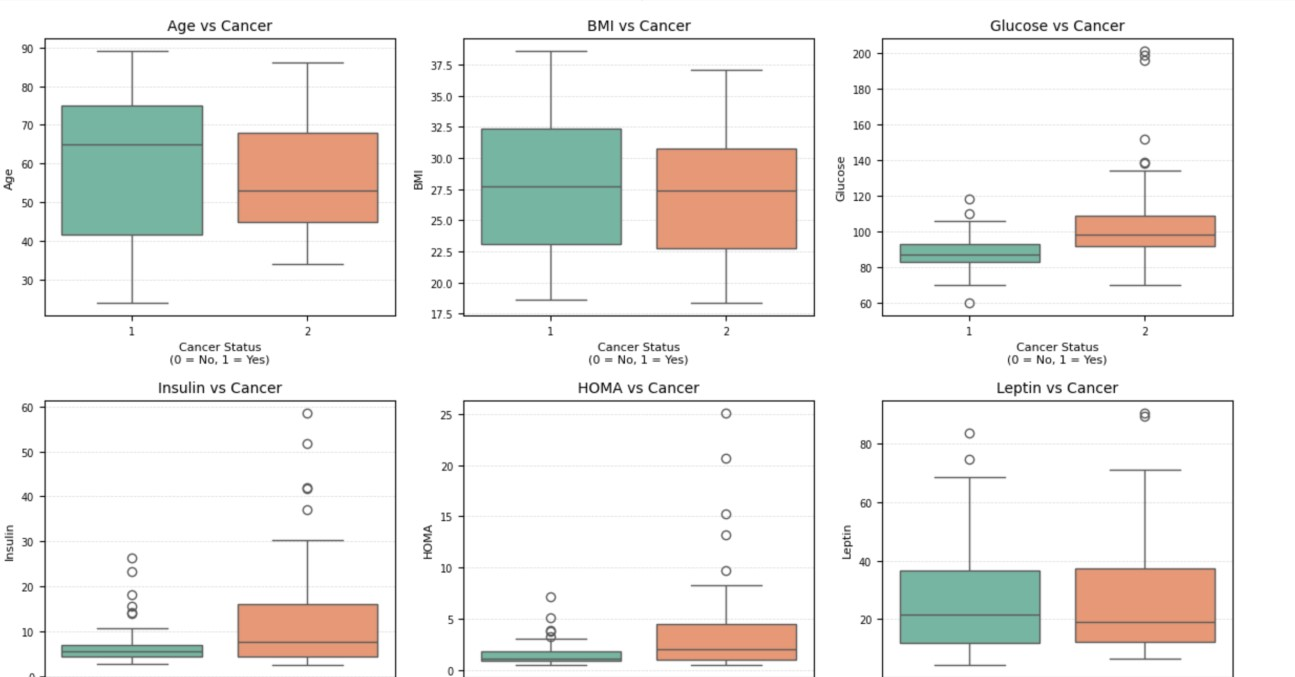 Age vs Cancer
90
80
70
60
50
40
30
Age
1 2
Cancer Status
(0 = No, 1 = Yes)
BMI vs Cancer
37.5
35.0
32.5
30.0
27.5
25.0
22.5
20.0
17.5
BMI
1 2
Cancer Status
(0 = No, 1 = Yes)
Glucose vs Cancer
200
180
160
140
120
100
80
60
Glucose
1 2
Cancer Status
(0 = No, 1 = Yes)
Insulin vs Cancer
60
50
40
30
20
10
0
Insulin
HOMA vs Cancer
25
20
15
10
5
0
HOMA
Leptin vs Cancer
80
60
40
20
Leptin